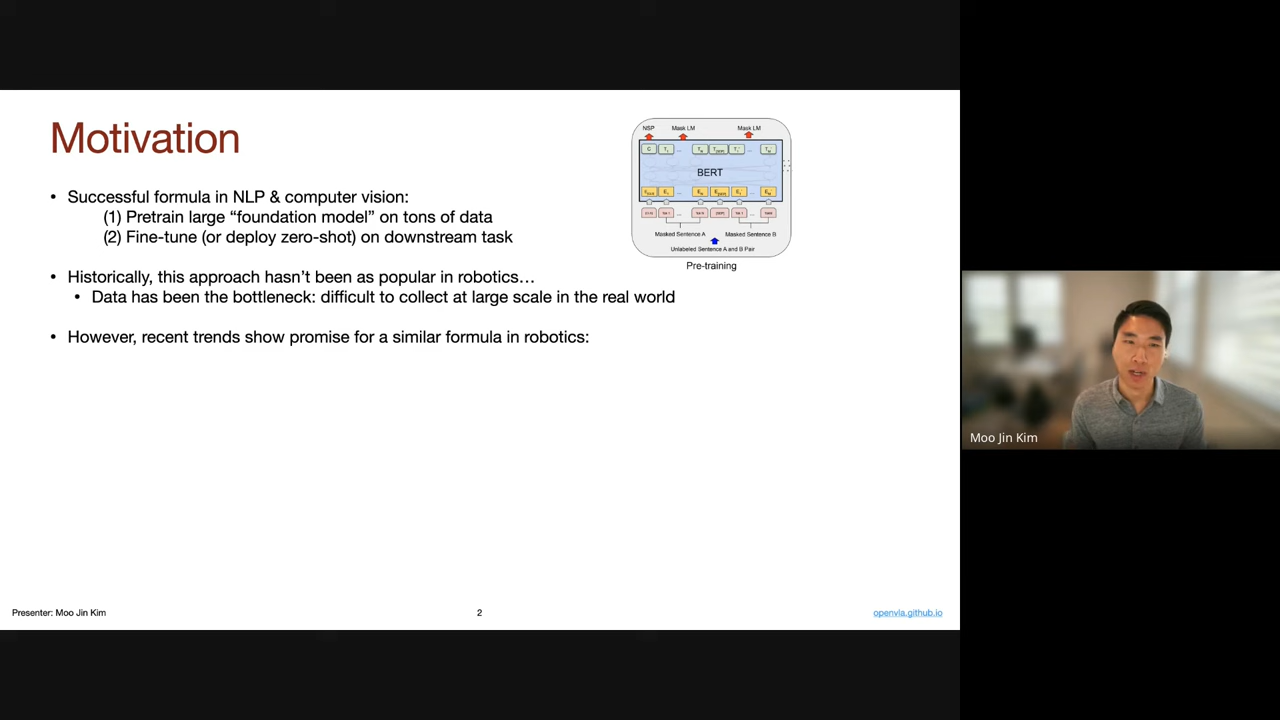 Motivation
• Successful formula in NLP & computer vision:
(1) Pretrain large “foundation model” on tons of data
(2) Fine-tune (or deploy zero-shot) on downstream task
• Historically, this approach hasn’t been as popular in robotics…
• Data has been the bottleneck: difficult to collect at large scale in the real world
• However, recent trends show promise for a similar formula in robotics:
NSP Mask LM Mask LM
BERT
Masked Sentence A Masked Sentence B
Unlabeled Sentence A and B Pair
Pre-training
Moo Jin Kim
Presenter: Moo Jin Kim
2
openvla.github.io